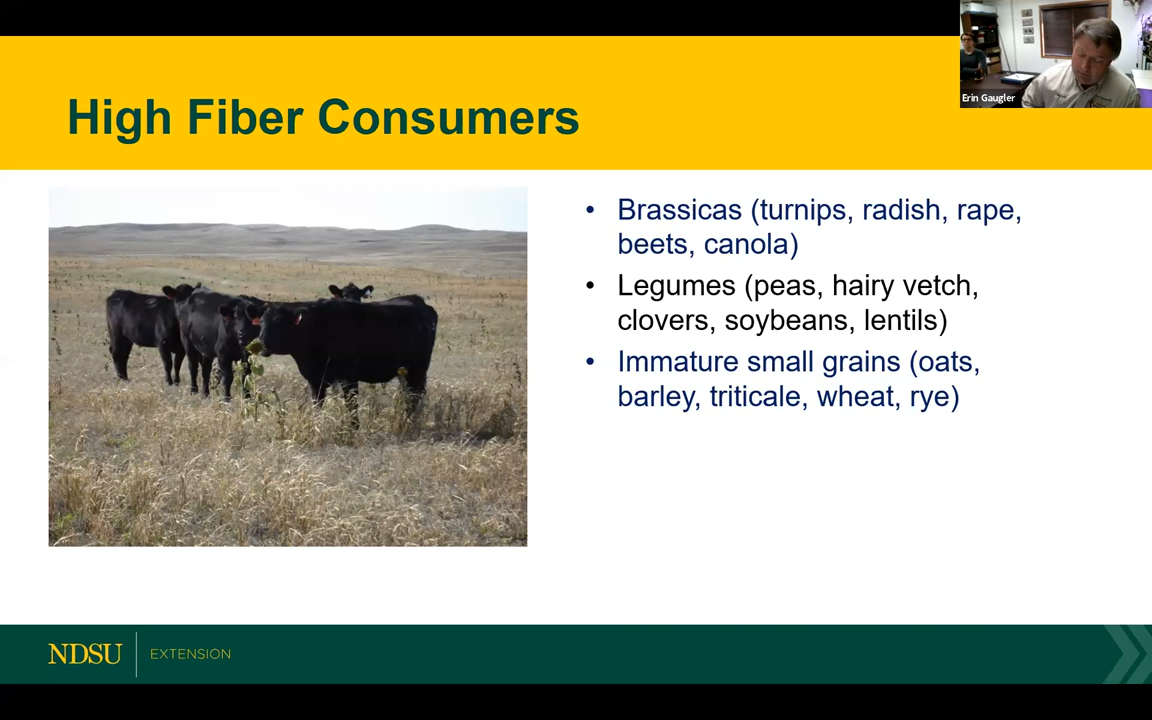 High Fiber Consumers
Erin Gaugler
• Brassicas (turnips, radish, rape,
beets, canola)
• Legumes (peas, hairy vetch,
clovers, soybeans, lentils)
• Immature small grains (oats,
barley, triticale, wheat, rye)
NDSU EXTENSION